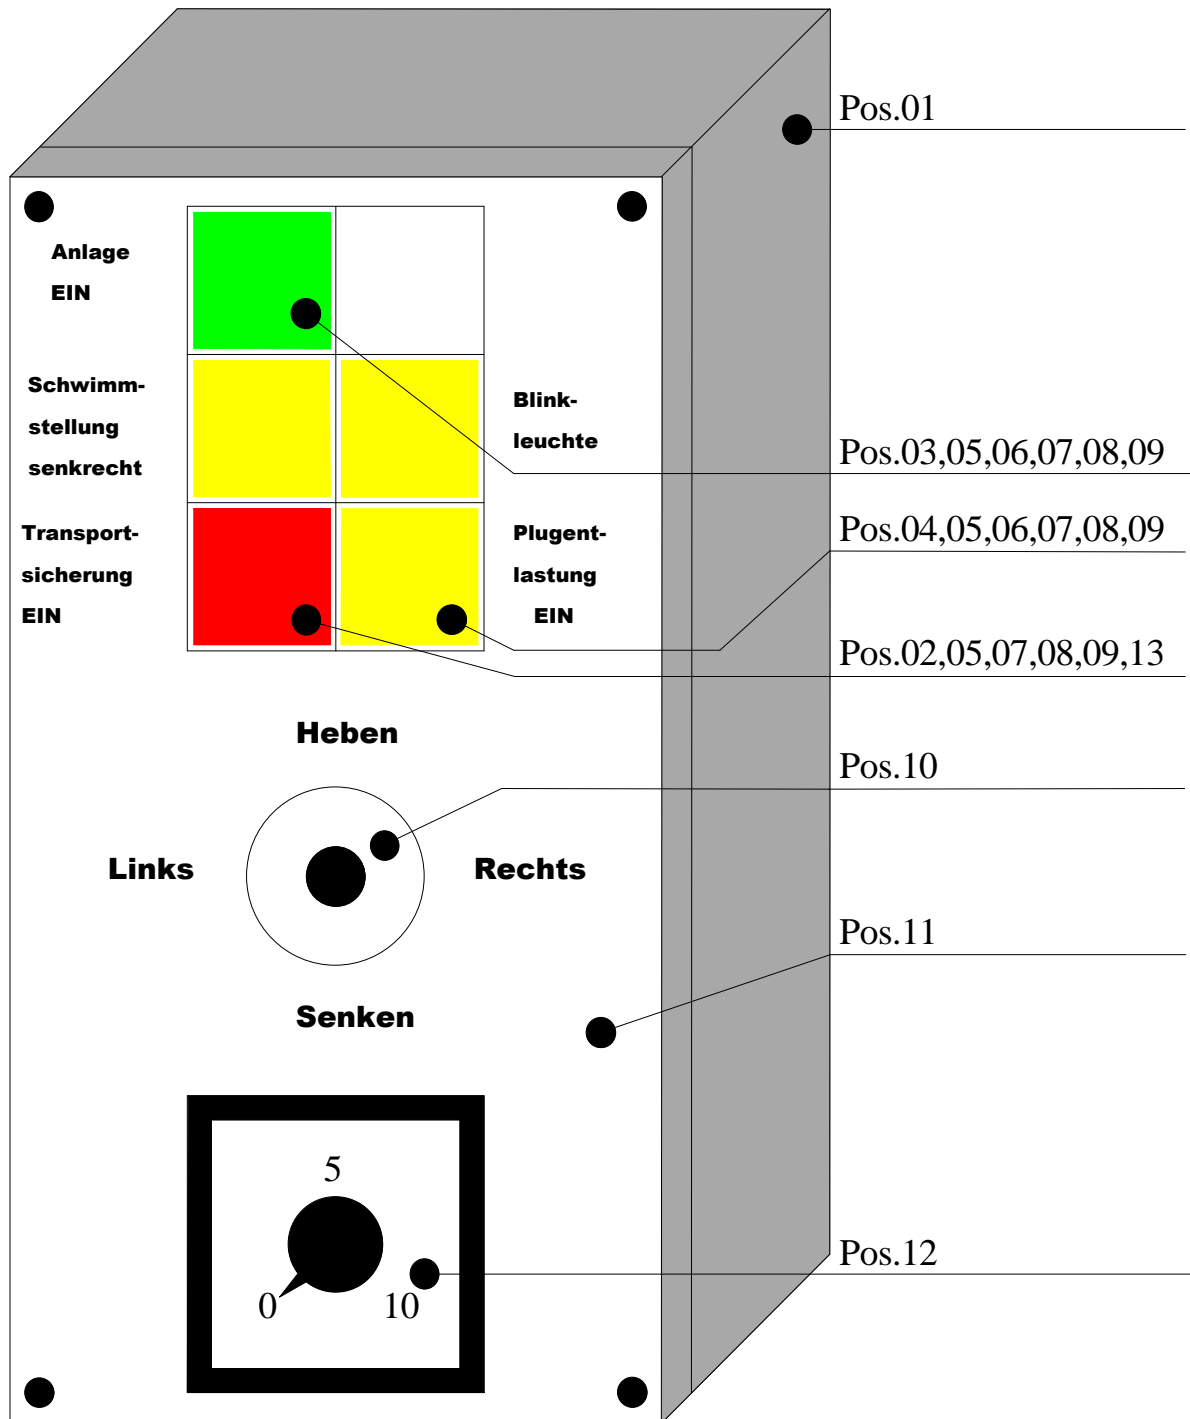 Pos.01
Anlage
EIN
Schwimm-
stellung
senkrecht
Blink-
leuchte
Pos.03,05,06,07,08,09
Transport-
sicherung
EIN
Plugent-
lastung
EIN
Pos.04,05,06,07,08,09
Pos.02,05,07,08,09,13
Heben
Pos.10
Links
Rechts
Pos.11
Senken
5
0
10
Pos.12